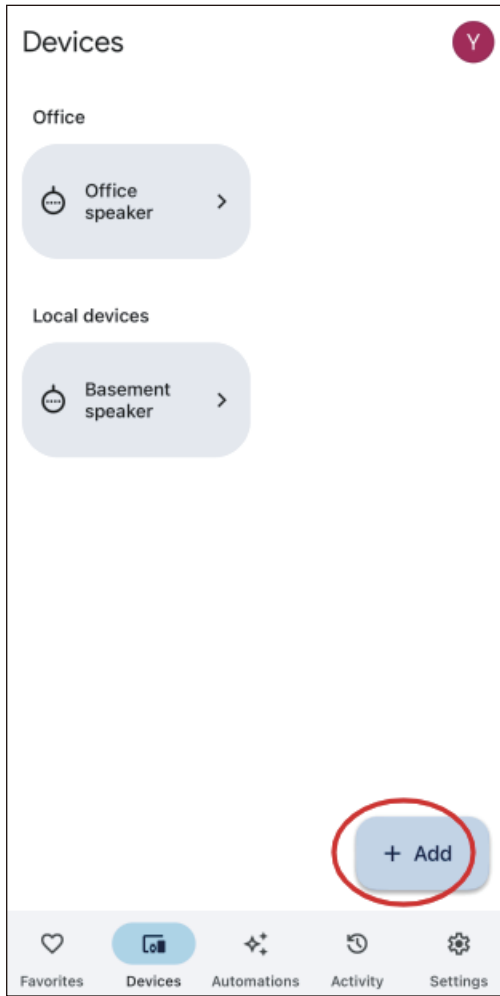 Devices
Y
Office
Office
speaker
Local devices
Basement
speaker
+ Add
Favorites
Devices
Automations
Activity
Settings